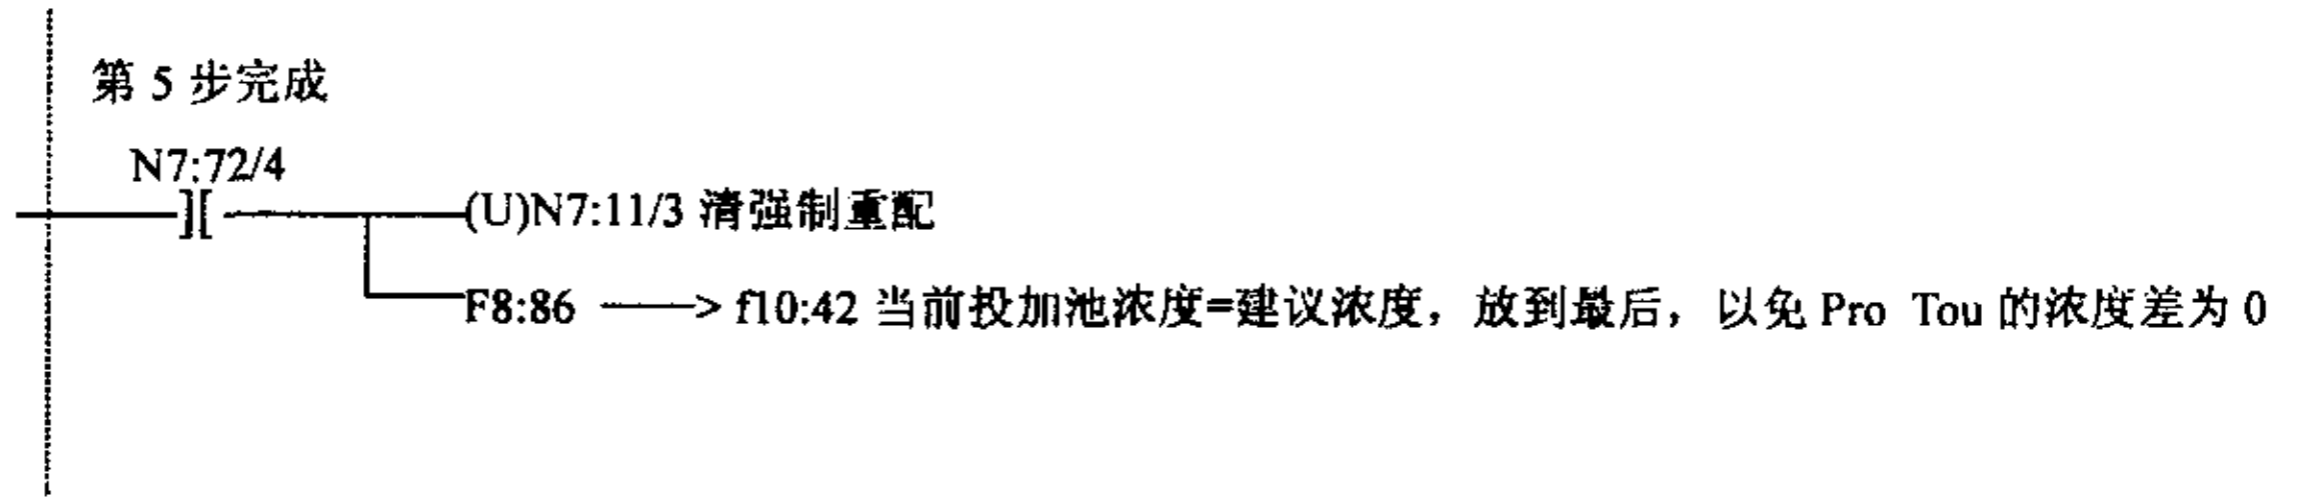 第 5 步完成
N7:72/4
][ (U)N7:11/3 清强制重配
F8:86 ——> f10:42 当前投加池浓度=建议浓度，放到最后，以免 Pro Tou 的浓度差为 0